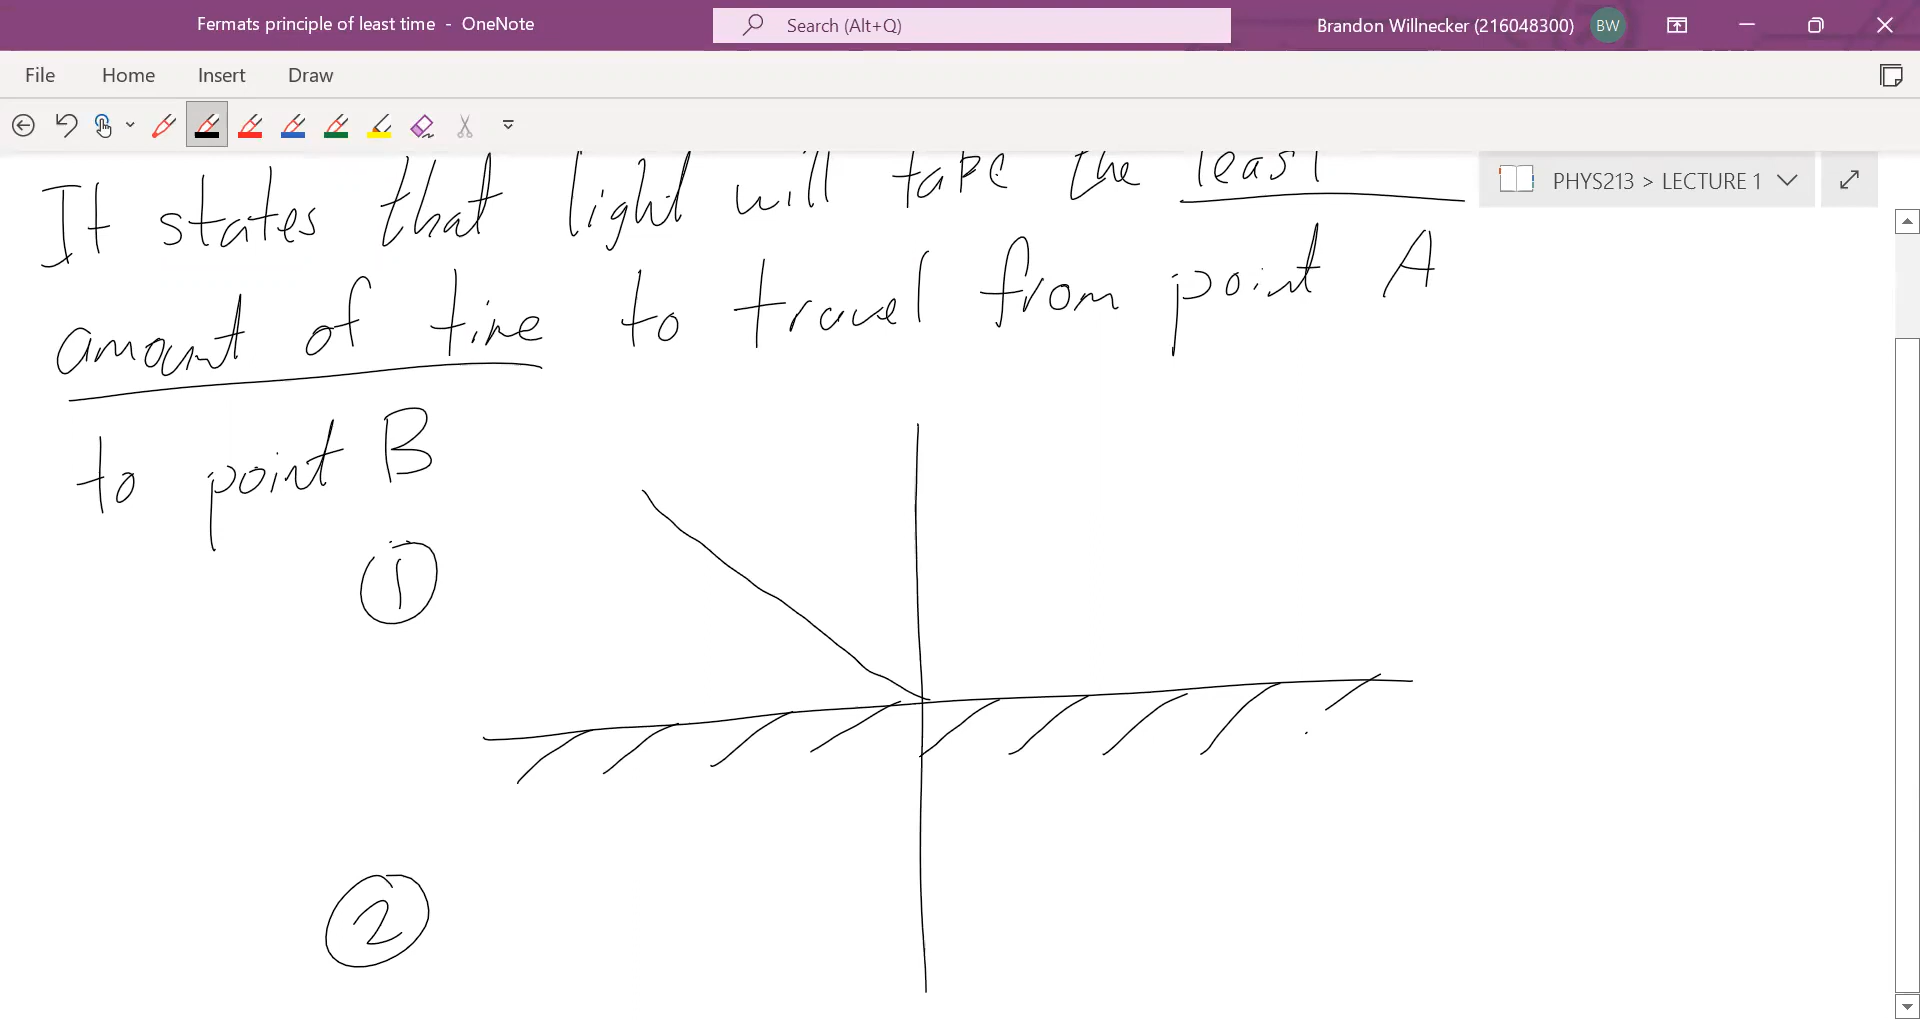 Fermats principle of least time - OneNote
Search (Alt+Q)
Brandon Willnecker (216048300)
BW
File Home Insert Draw
PHYS213 > LECTURE 1
It states that light will take the least
amount of time to travel from point A
to point B
1
2